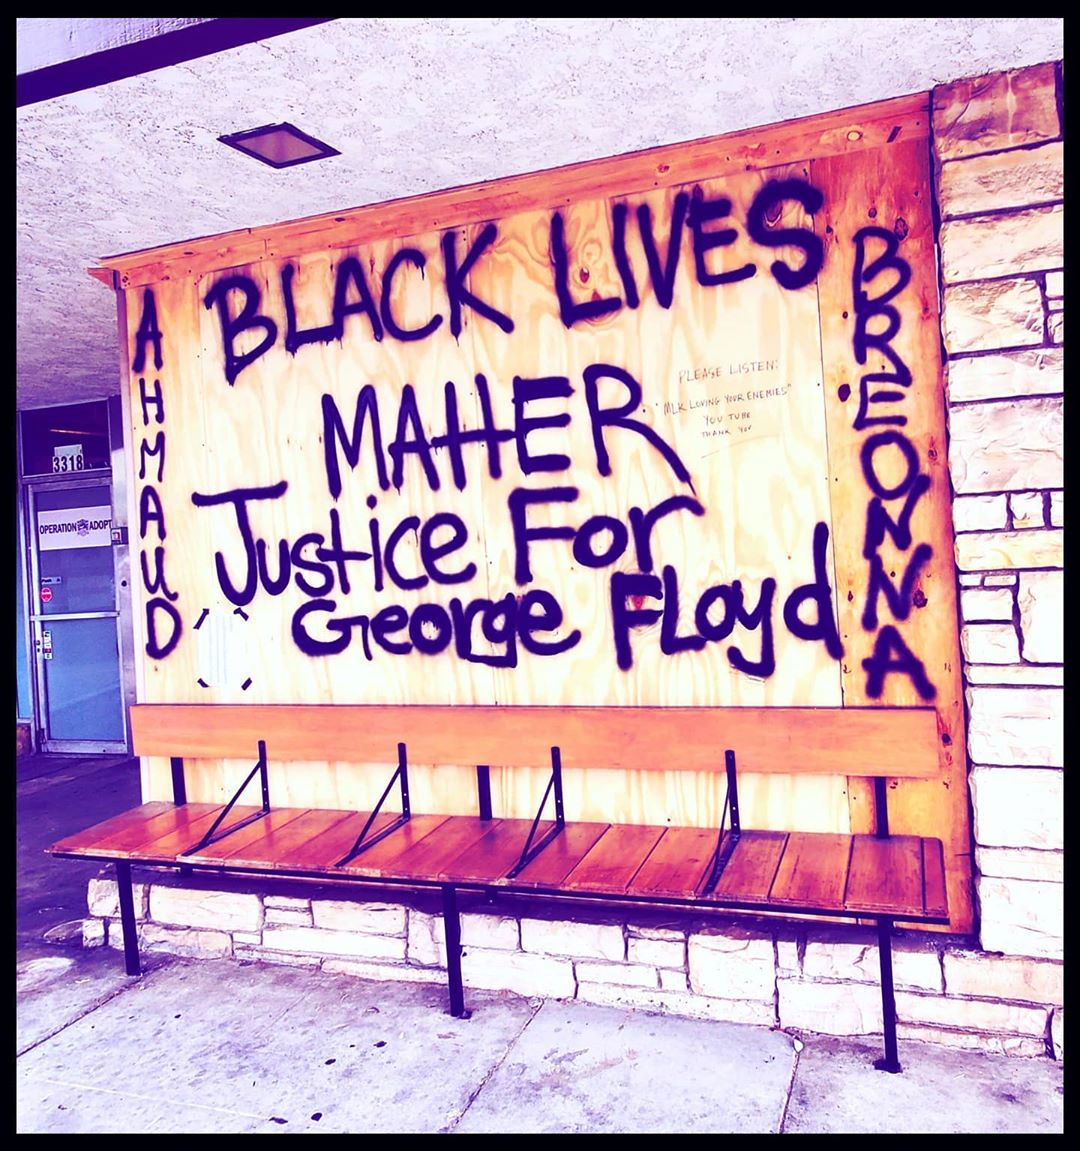 BLACK LIVES
MATTER
Justice For
George Floyd
AHMAUD
BREONNA
PLEASE LISTEN:
"MLK LOVING YOUR ENEMIES"
YOU TUBE
THANK YOU
3318
OPERATION ADOPT